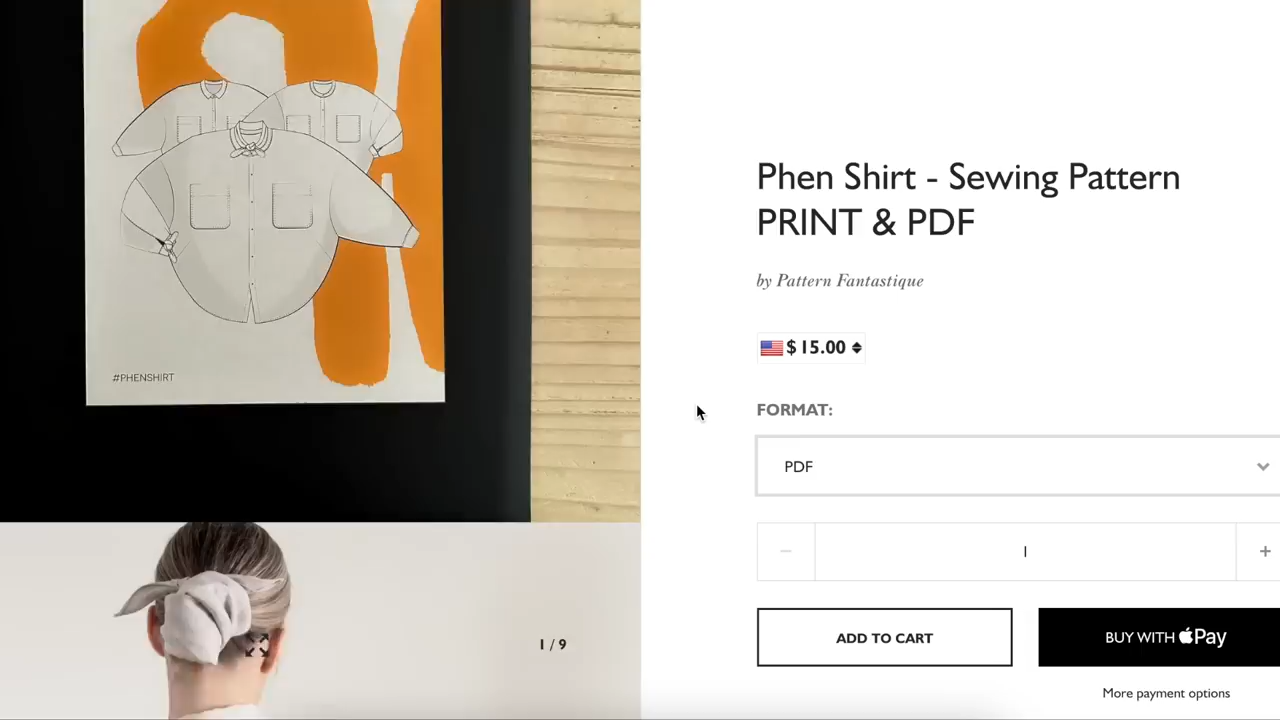 #PHENSHIRT
1 / 9
Phen Shirt - Sewing Pattern
PRINT & PDF
by Pattern Fantastique
$ 15.00
FORMAT:
PDF
1
ADD TO CART
BUY WITH Pay
More payment options